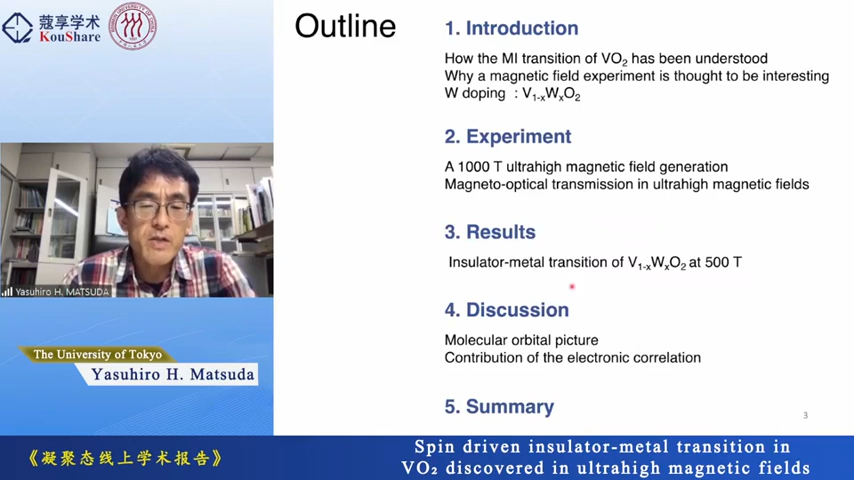 蔻享学术
KouShare
Outline
1. Introduction
How the MI transition of VO₂ has been understood
Why a magnetic field experiment is thought to be interesting
W doping : V₁₋ₓWₓO₂
2. Experiment
A 1000 T ultrahigh magnetic field generation
Magneto-optical transmission in ultrahigh magnetic fields
3. Results
Insulator-metal transition of V₁₋ₓWₓO₂ at 500 T
4. Discussion
Molecular orbital picture
Contribution of the electronic correlation
5. Summary
3
Yasuhiro H. MATSUDA
The University of Tokyo
Yasuhiro H. Matsuda
《凝聚态线上学术报告》
Spin driven insulator-metal transition in
VO₂ discovered in ultrahigh magnetic fields